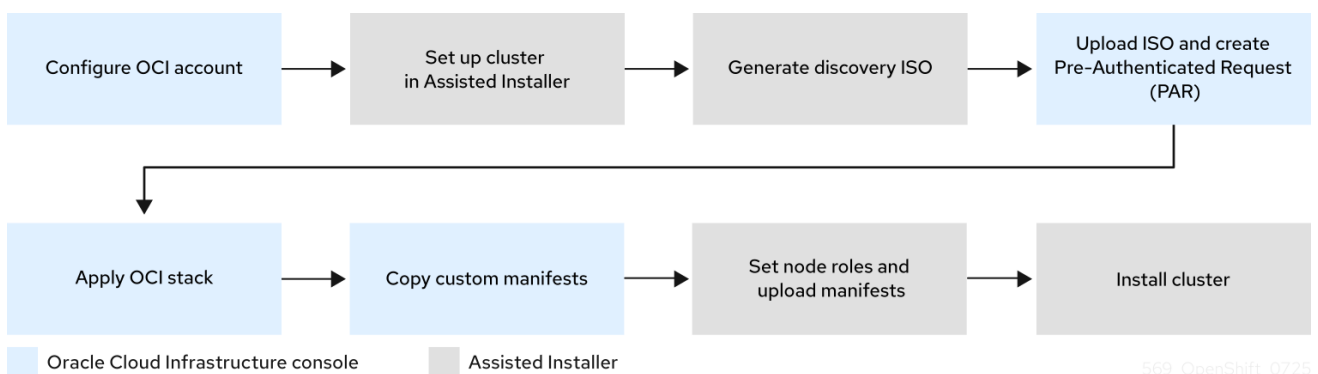 Configure OCI account
Set up cluster
in Assisted Installer
Generate discovery ISO
Upload ISO and create
Pre-Authenticated Request
(PAR)
Apply OCI stack
Copy custom manifests
Set node roles and
upload manifests
Install cluster
Oracle Cloud Infrastructure console
Assisted Installer
569_OpenShift_0725